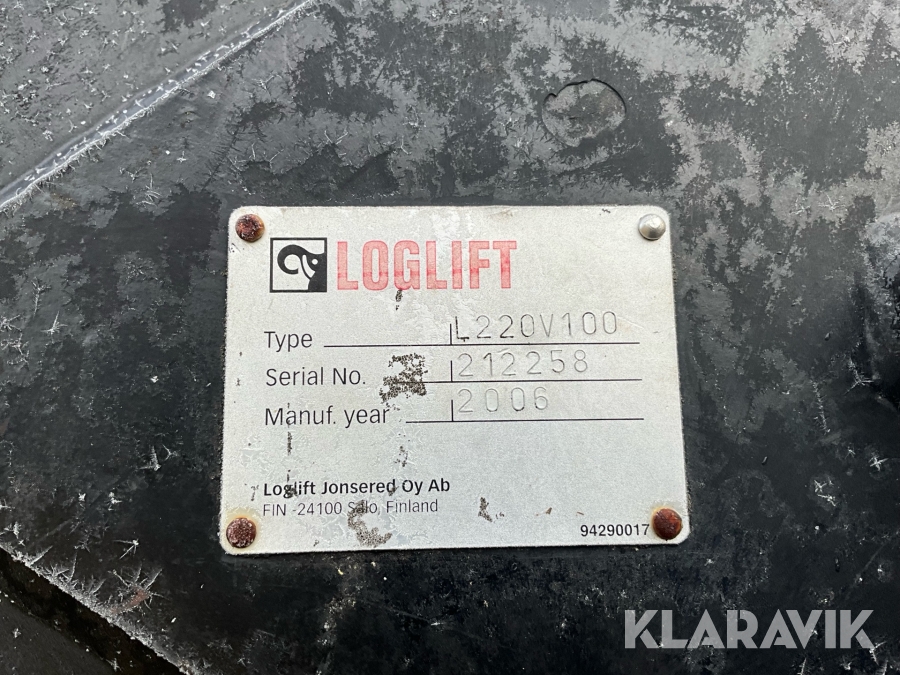 LOGLIFT
Type L220V100
Serial No. 212258
Manuf. year 2006
Loglift Jonsered Oy Ab
FIN -24100 Salo, Finland
94290017
KLARAVIK